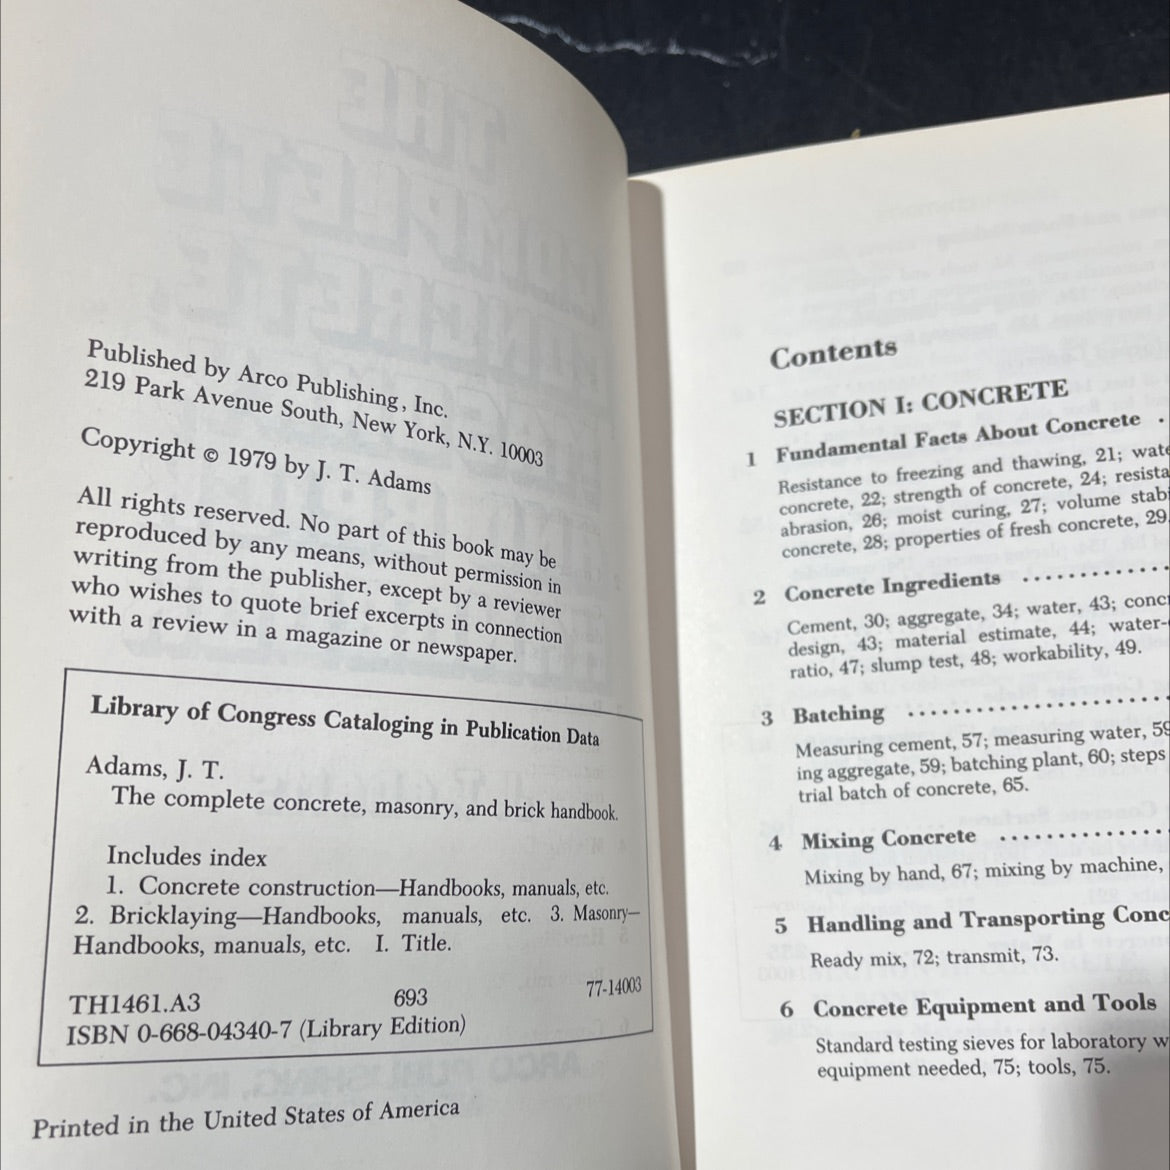 Published by Arco Publishing, Inc.
219 Park Avenue South, New York, N.Y. 10003
Copyright © 1979 by J. T. Adams
All rights reserved. No part of this book may be
reproduced by any means, without permission in
writing from the publisher, except by a reviewer
who wishes to quote brief excerpts in connection
with a review in a magazine or newspaper.
Library of Congress Cataloging in Publication Data
Adams, J. T.
The complete concrete, masonry, and brick handbook.
Includes index
1. Concrete construction—Handbooks, manuals, etc.
2. Bricklaying—Handbooks, manuals, etc. 3. Masonry—
Handbooks, manuals, etc. I. Title.
TH1461.A3 693 77-14003
ISBN 0-668-04340-7 (Library Edition)
Printed in the United States of America
Contents
SECTION I: CONCRETE
1 Fundamental Facts About Concrete
Resistance to freezing and thawing, 21; wate
concrete, 22; strength of concrete, 24; resista
abrasion, 26; moist curing, 27; volume stabi
concrete, 28; properties of fresh concrete, 29
2 Concrete Ingredients
Cement, 30; aggregate, 34; water, 43; conc
design, 43; material estimate, 44; water-
ratio, 47; slump test, 48; workability, 49.
3 Batching
Measuring cement, 57; measuring water, 59
ing aggregate, 59; batching plant, 60; steps
trial batch of concrete, 65.
4 Mixing Concrete
Mixing by hand, 67; mixing by machine,
5 Handling and Transporting Conc
Ready mix, 72; transmit, 73.
6 Concrete Equipment and Tools
Standard testing sieves for laboratory w
equipment needed, 75; tools, 75.